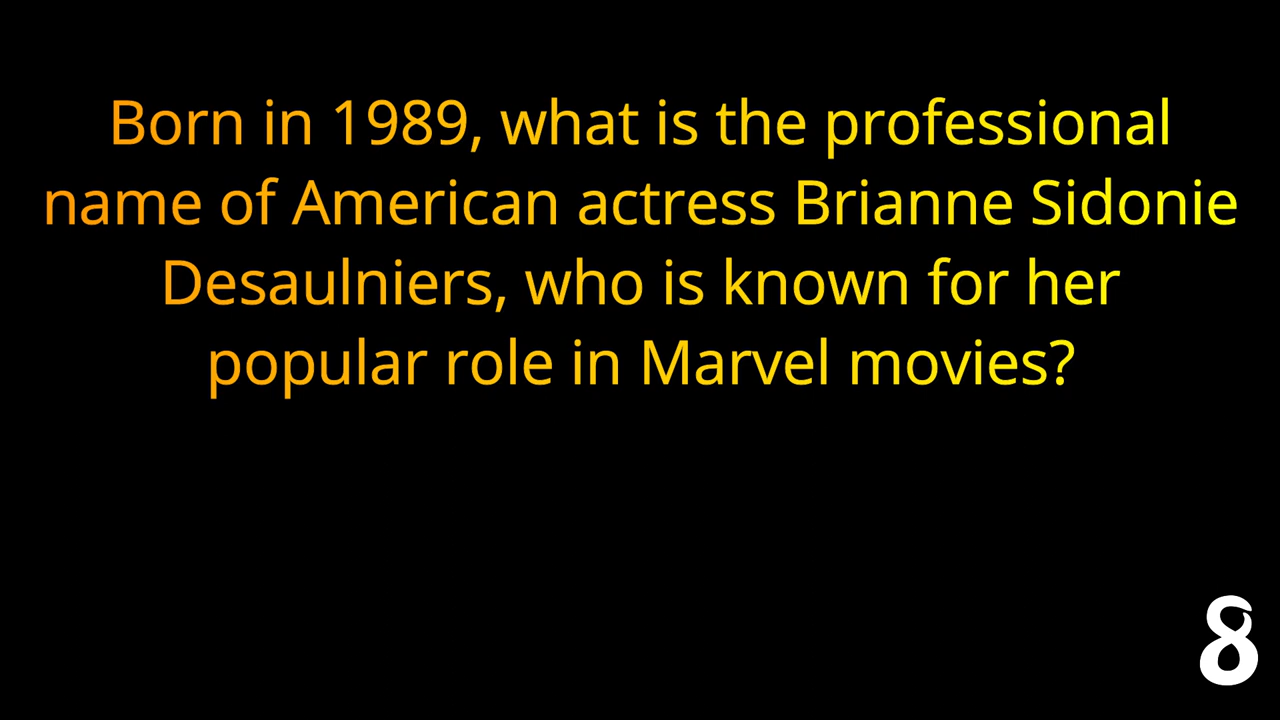 Born in 1989, what is the professional
name of American actress Brianne Sidonie
Desaulniers, who is known for her
popular role in Marvel movies?
8